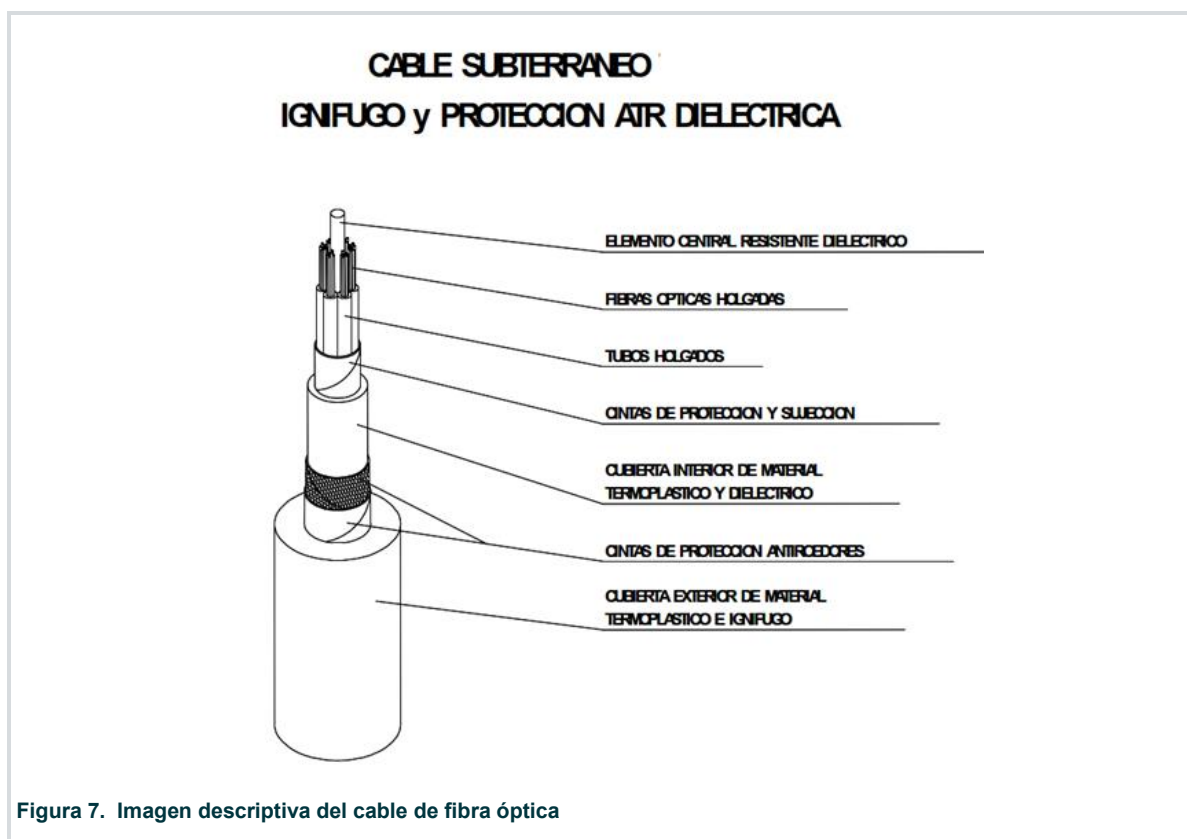 CABLE SUBTERRANEO
IGNIFUGO y PROTECCION ATR DIELECTRICA
ELEMENTO CENTRAL RESISTENTE DIELECTRICO
FIBRAS OPTICAS HOLGADAS
TUBOS HOLGADOS
CINTAS DE PROTECCION Y SUJECCION
CUBIERTA INTERIOR DE MATERIAL
TERMOPLASTICO Y DIELECTRICO
CINTAS DE PROTECCION ANTIROEDORES
CUBIERTA EXTERIOR DE MATERIAL
TERMOPLASTICO E IGNIFUGO
Figura 7. Imagen descriptiva del cable de fibra óptica